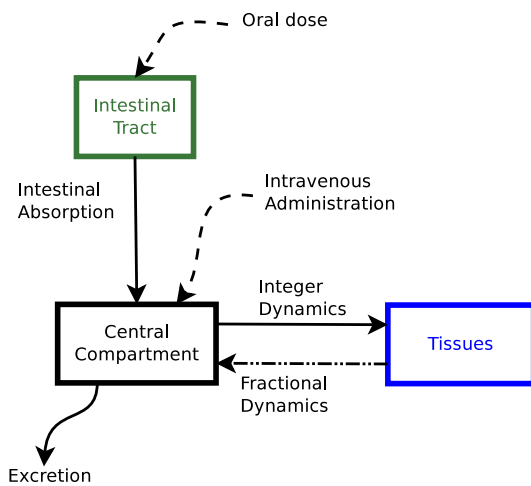 Oral dose
Intestinal
Tract
Intestinal
Absorption
Intravenous
Administration
Integer
Dynamics
Central
Compartment
Tissues
Fractional
Dynamics
Excretion